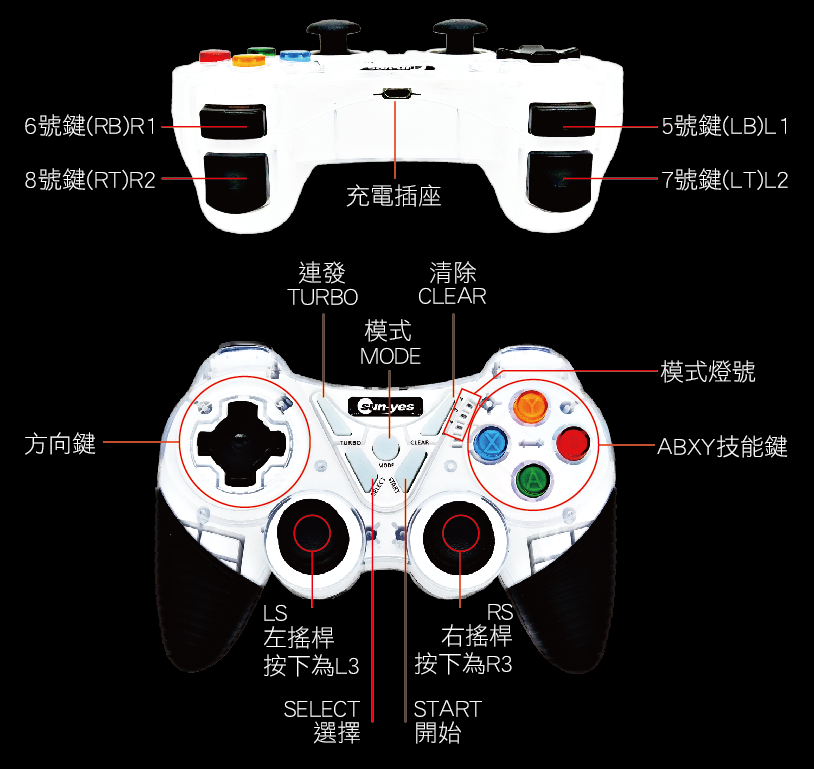 sun-yes
6號鍵(RB)R1
5號鍵(LB)L1
8號鍵(RT)R2
7號鍵(LT)L2
充電插座
連發
TURBO
清除
CLEAR
模式
MODE
模式燈號
sun-yes
方向鍵
ABXY技能鍵
TURBO
CLEAR
MODE
SELECT
START
Y
X
A
LS
左搖桿
按下為L3
RS
右搖桿
按下為R3
SELECT
選擇
START
開始